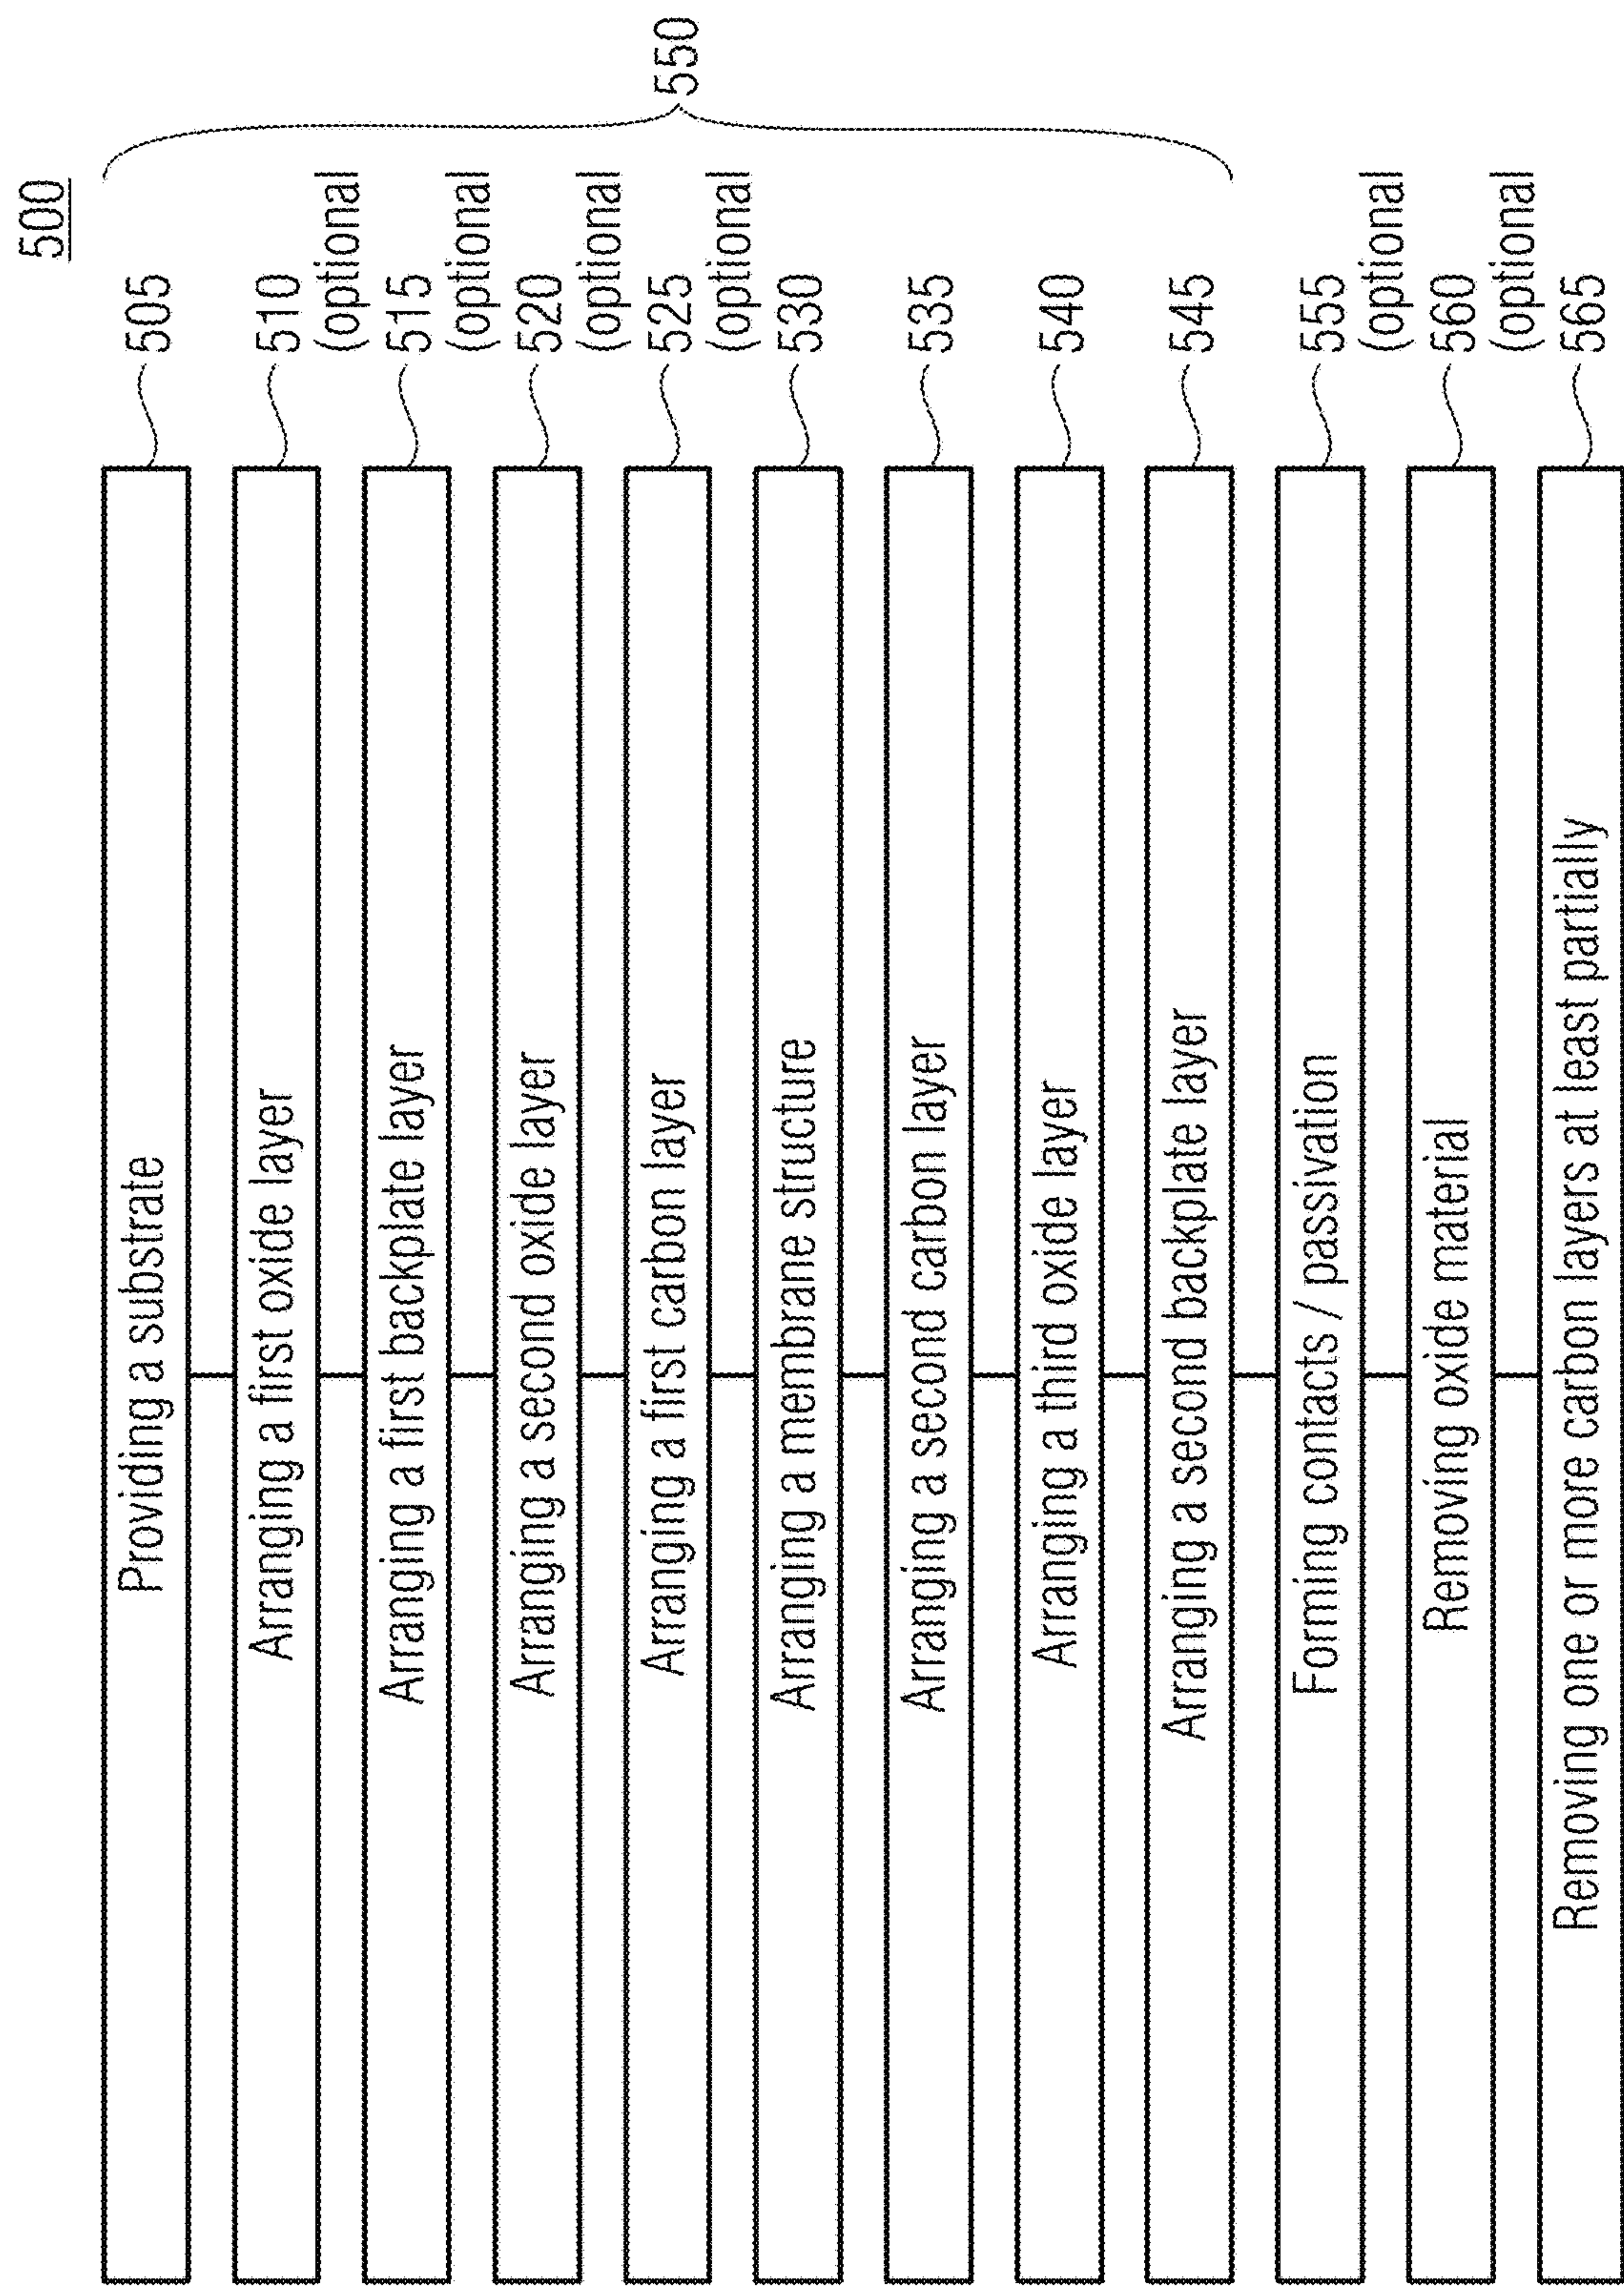 500
Providing a substrate
505
Arranging a first oxide layer
510
(optional
Arranging a first backplate layer
515
(optional
Arranging a second oxide layer
520
(optional
Arranging a first carbon layer
525
(optional
Arranging a membrane structure
530
Arranging a second carbon layer
535
Arranging a third oxide layer
540
Arranging a second backplate layer
545
550
Forming contacts / passivation
555
(optional
Removing oxide material
560
(optional
Removing one or more carbon layers at least partially
565